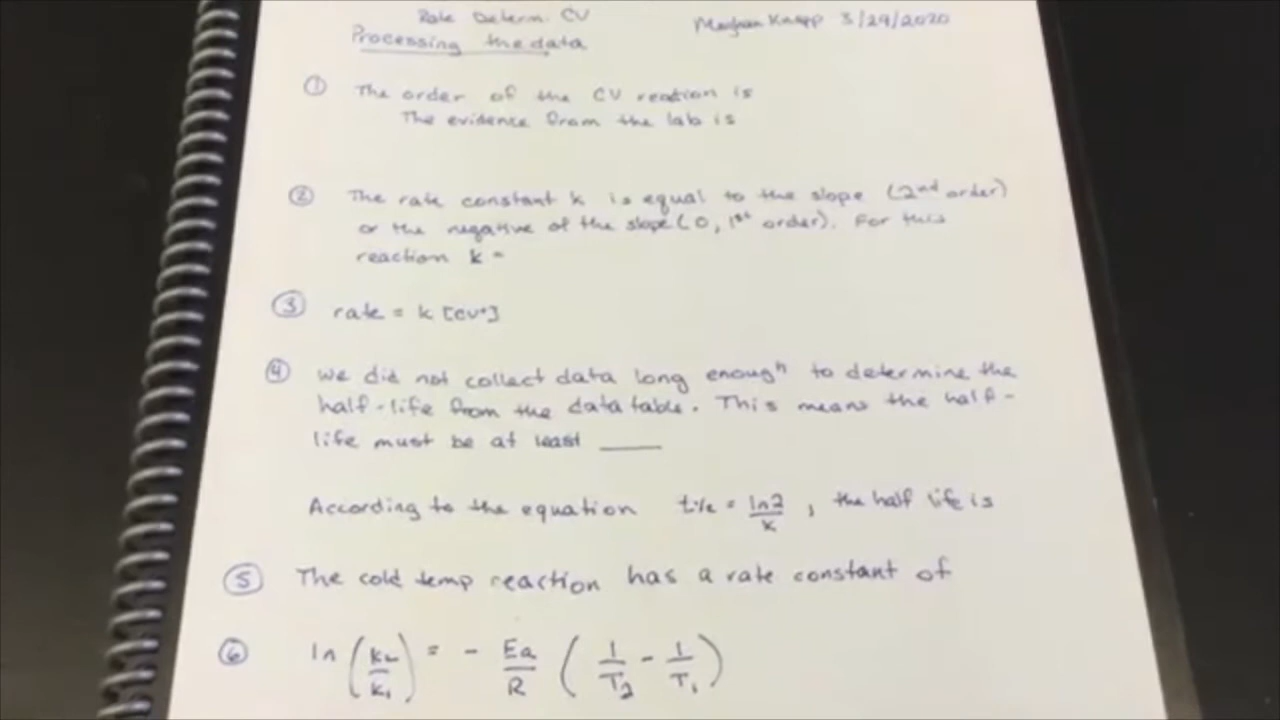 Rate Determ. CV
Meghan Knapp 3/29/2020
Processing the data
① The order of the CV reation is
The evidence from the lab is
② The rate constant k is equal to the slope (2nd order)
or the negative of the slope (0, 1st order). For this
reaction k =
③ rate = k [CV+]
④ We did not collect data long enough to determine the
half-life from the data table. This means the half-
life must be at least ____
According to the equation t½ = ln2/k, the half life is
⑤ The cold temp reaction has a rate constant of
⑥ ln (k2/k1) = - Ea/R (1/T2 - 1/T1)